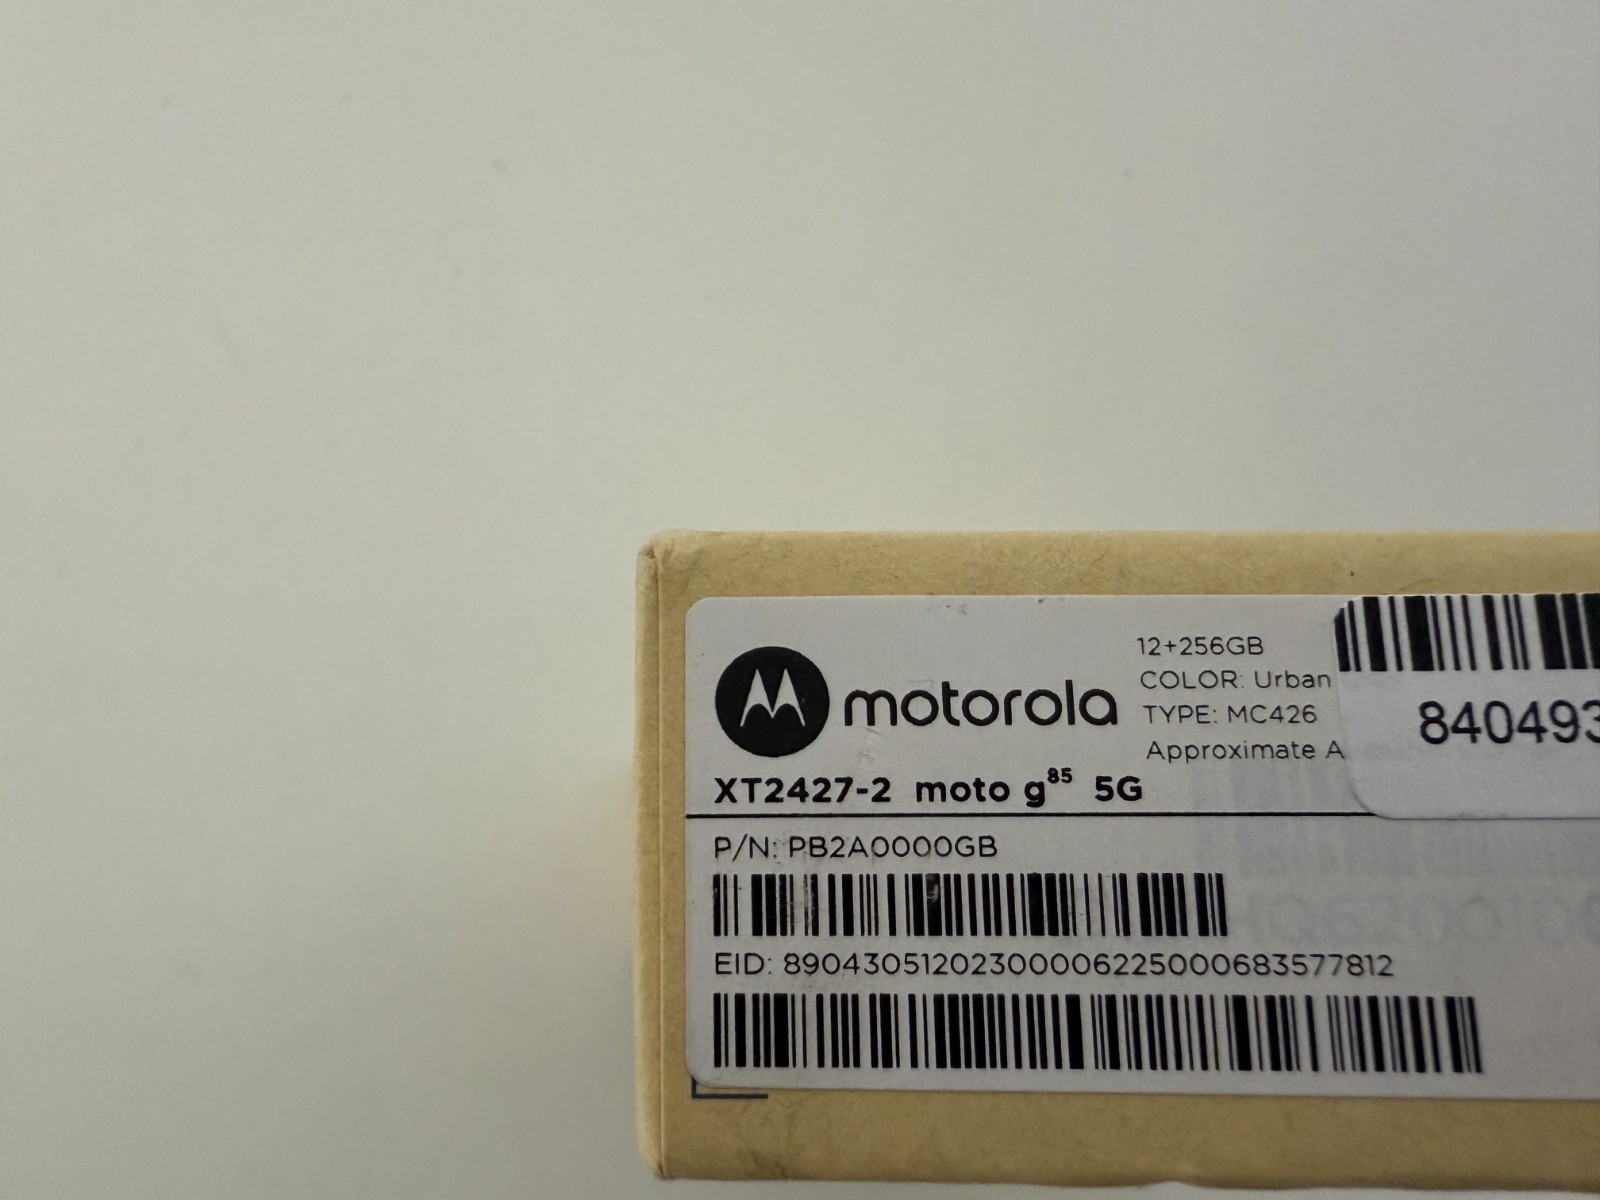 motorola
12+256GB
COLOR: Urban
TYPE: MC426
Approximate A
XT2427-2 moto g85 5G
840493
P/N: PB2A0000GB
EID: 89043051202300006225000683577812